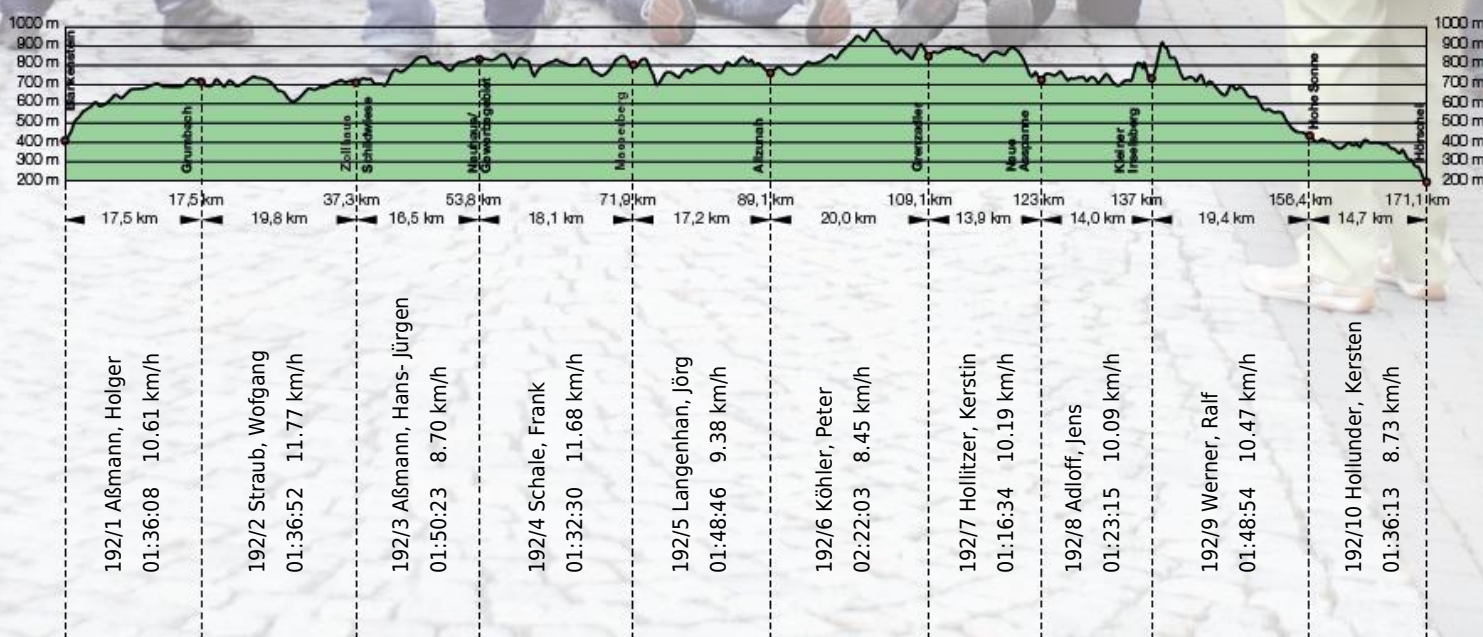 1000 m
900 m
800 m
700 m
600 m
500 m
400 m
300 m
200 m
1000 m
900 m
800 m
700 m
600 m
500 m
400 m
300 m
200 m
Blankenstein
Grumbach
Zollhaus
Schildwiese
Neuhaus/
Masserberg
Allzunah
Grenzadler
Neue
Ausspanne
Kleiner
Inselsberg
Hohe Sonne
Hörschel
17,5 km
37,3 km
53,8 km
71,9 km
89,1 km
109,1 km
123 km
137 km
156,4 km
171,1 km
17,5 km
19,8 km
16,5 km
18,1 km
17,2 km
20,0 km
13,9 km
14,0 km
19,4 km
14,7 km
192/1 Aßmann, Holger
01:36:08 10.61 km/h
192/2 Straub, Wofgang
01:36:52 11.77 km/h
192/3 Aßmann, Hans- Jürgen
01:50:23 8.70 km/h
192/4 Schale, Frank
01:32:30 11.68 km/h
192/5 Langenhan, Jörg
01:48:46 9.38 km/h
192/6 Köhler, Peter
02:22:03 8.45 km/h
192/7 Hollitzer, Kerstin
01:16:34 10.19 km/h
192/8 Adloff, Jens
01:23:15 10.09 km/h
192/9 Werner, Ralf
01:48:54 10.47 km/h
192/10 Hollunder, Kersten
01:36:13 8.73 km/h